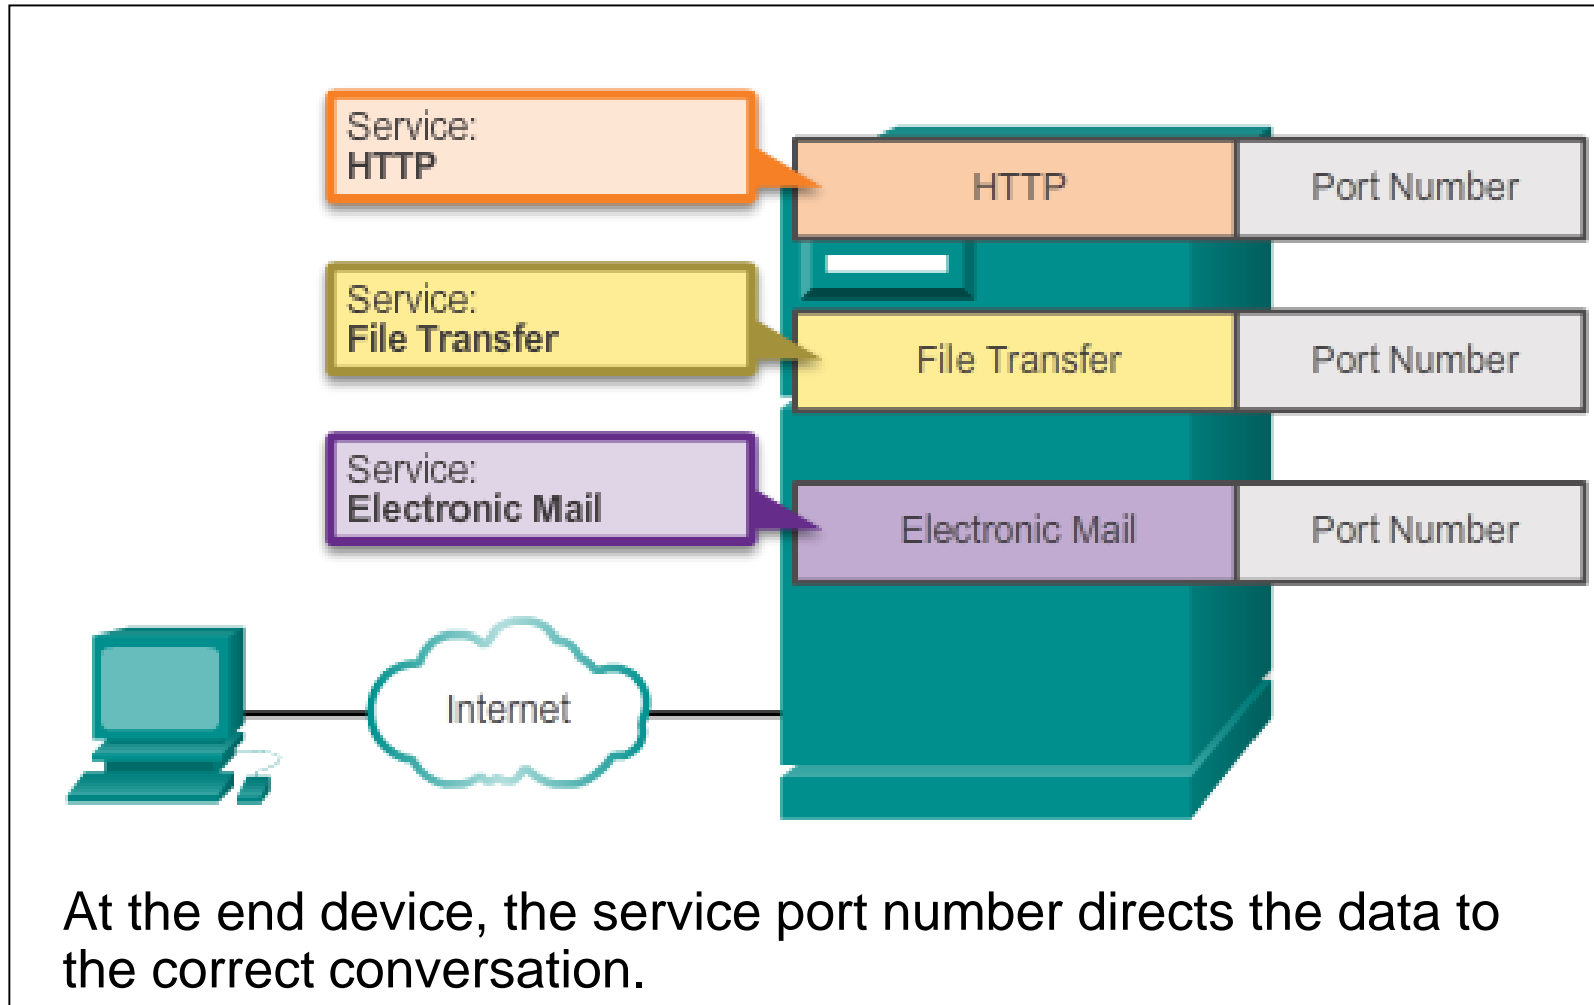 Service:
HTTP
HTTP
Port Number
Service:
File Transfer
File Transfer
Port Number
Service:
Electronic Mail
Electronic Mail
Port Number
Internet
At the end device, the service port number directs the data to
the correct conversation.